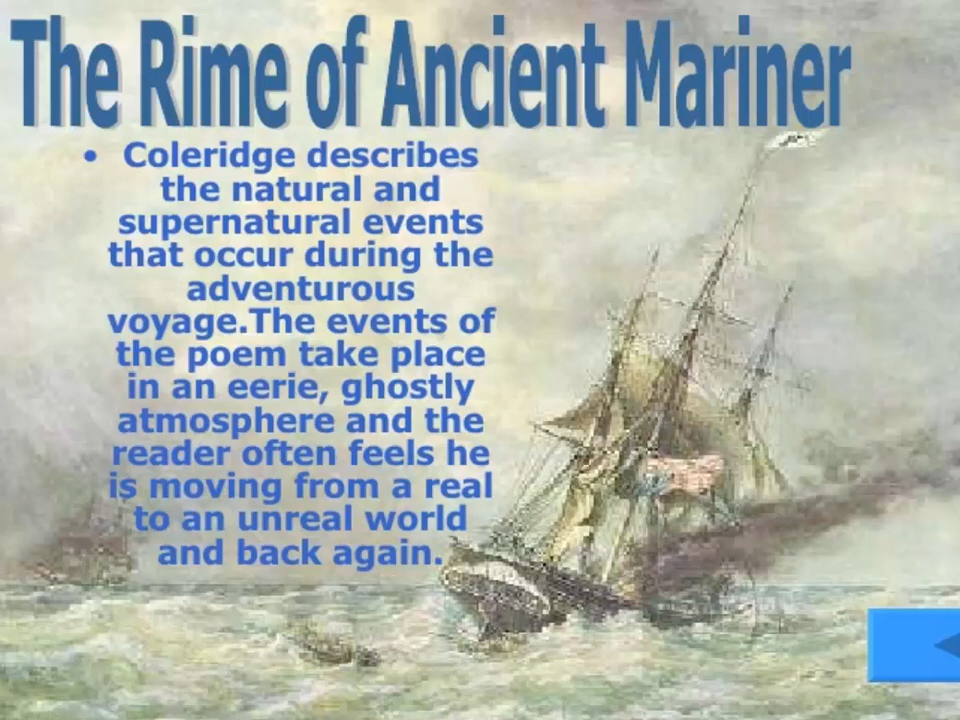 The Rime of Ancient Mariner
• Coleridge describes
the natural and
supernatural events
that occur during the
adventurous
voyage.The events of
the poem take place
in an eerie, ghostly
atmosphere and the
reader often feels he
is moving from a real
to an unreal world
and back again.